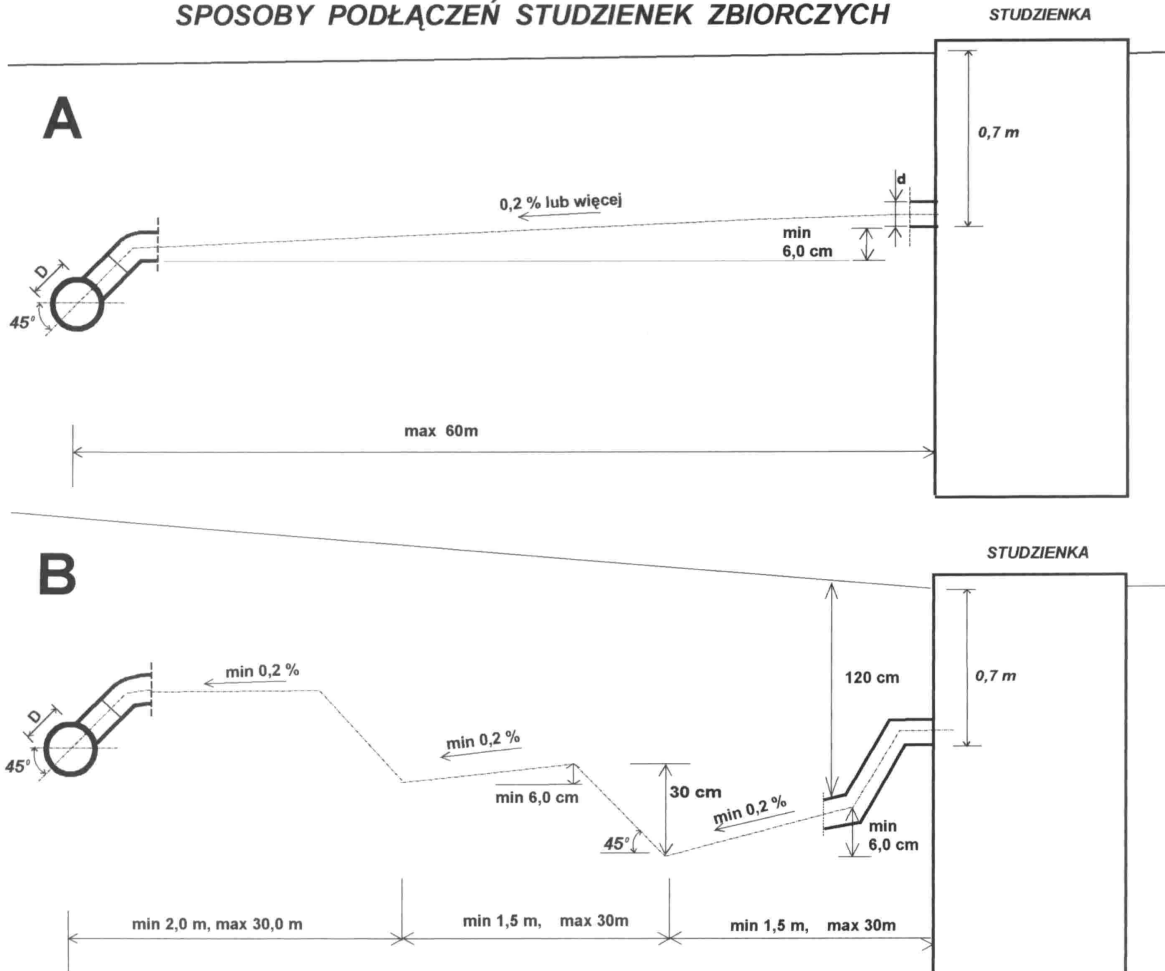 SPOSOBY PODŁĄCZEŃ STUDZIENEK ZBIORCZYCH
STUDZIENKA
A
0,7 m
d
0,2 % lub więcej
min
6,0 cm
D
45°
max 60m
B
STUDZIENKA
min 0,2 %
120 cm
0,7 m
D
min 0,2 %
45°
min 6,0 cm
30 cm
min 0,2 %
min
6,0 cm
45°
min 2,0 m, max 30,0 m
min 1,5 m, max 30m
min 1,5 m, max 30m